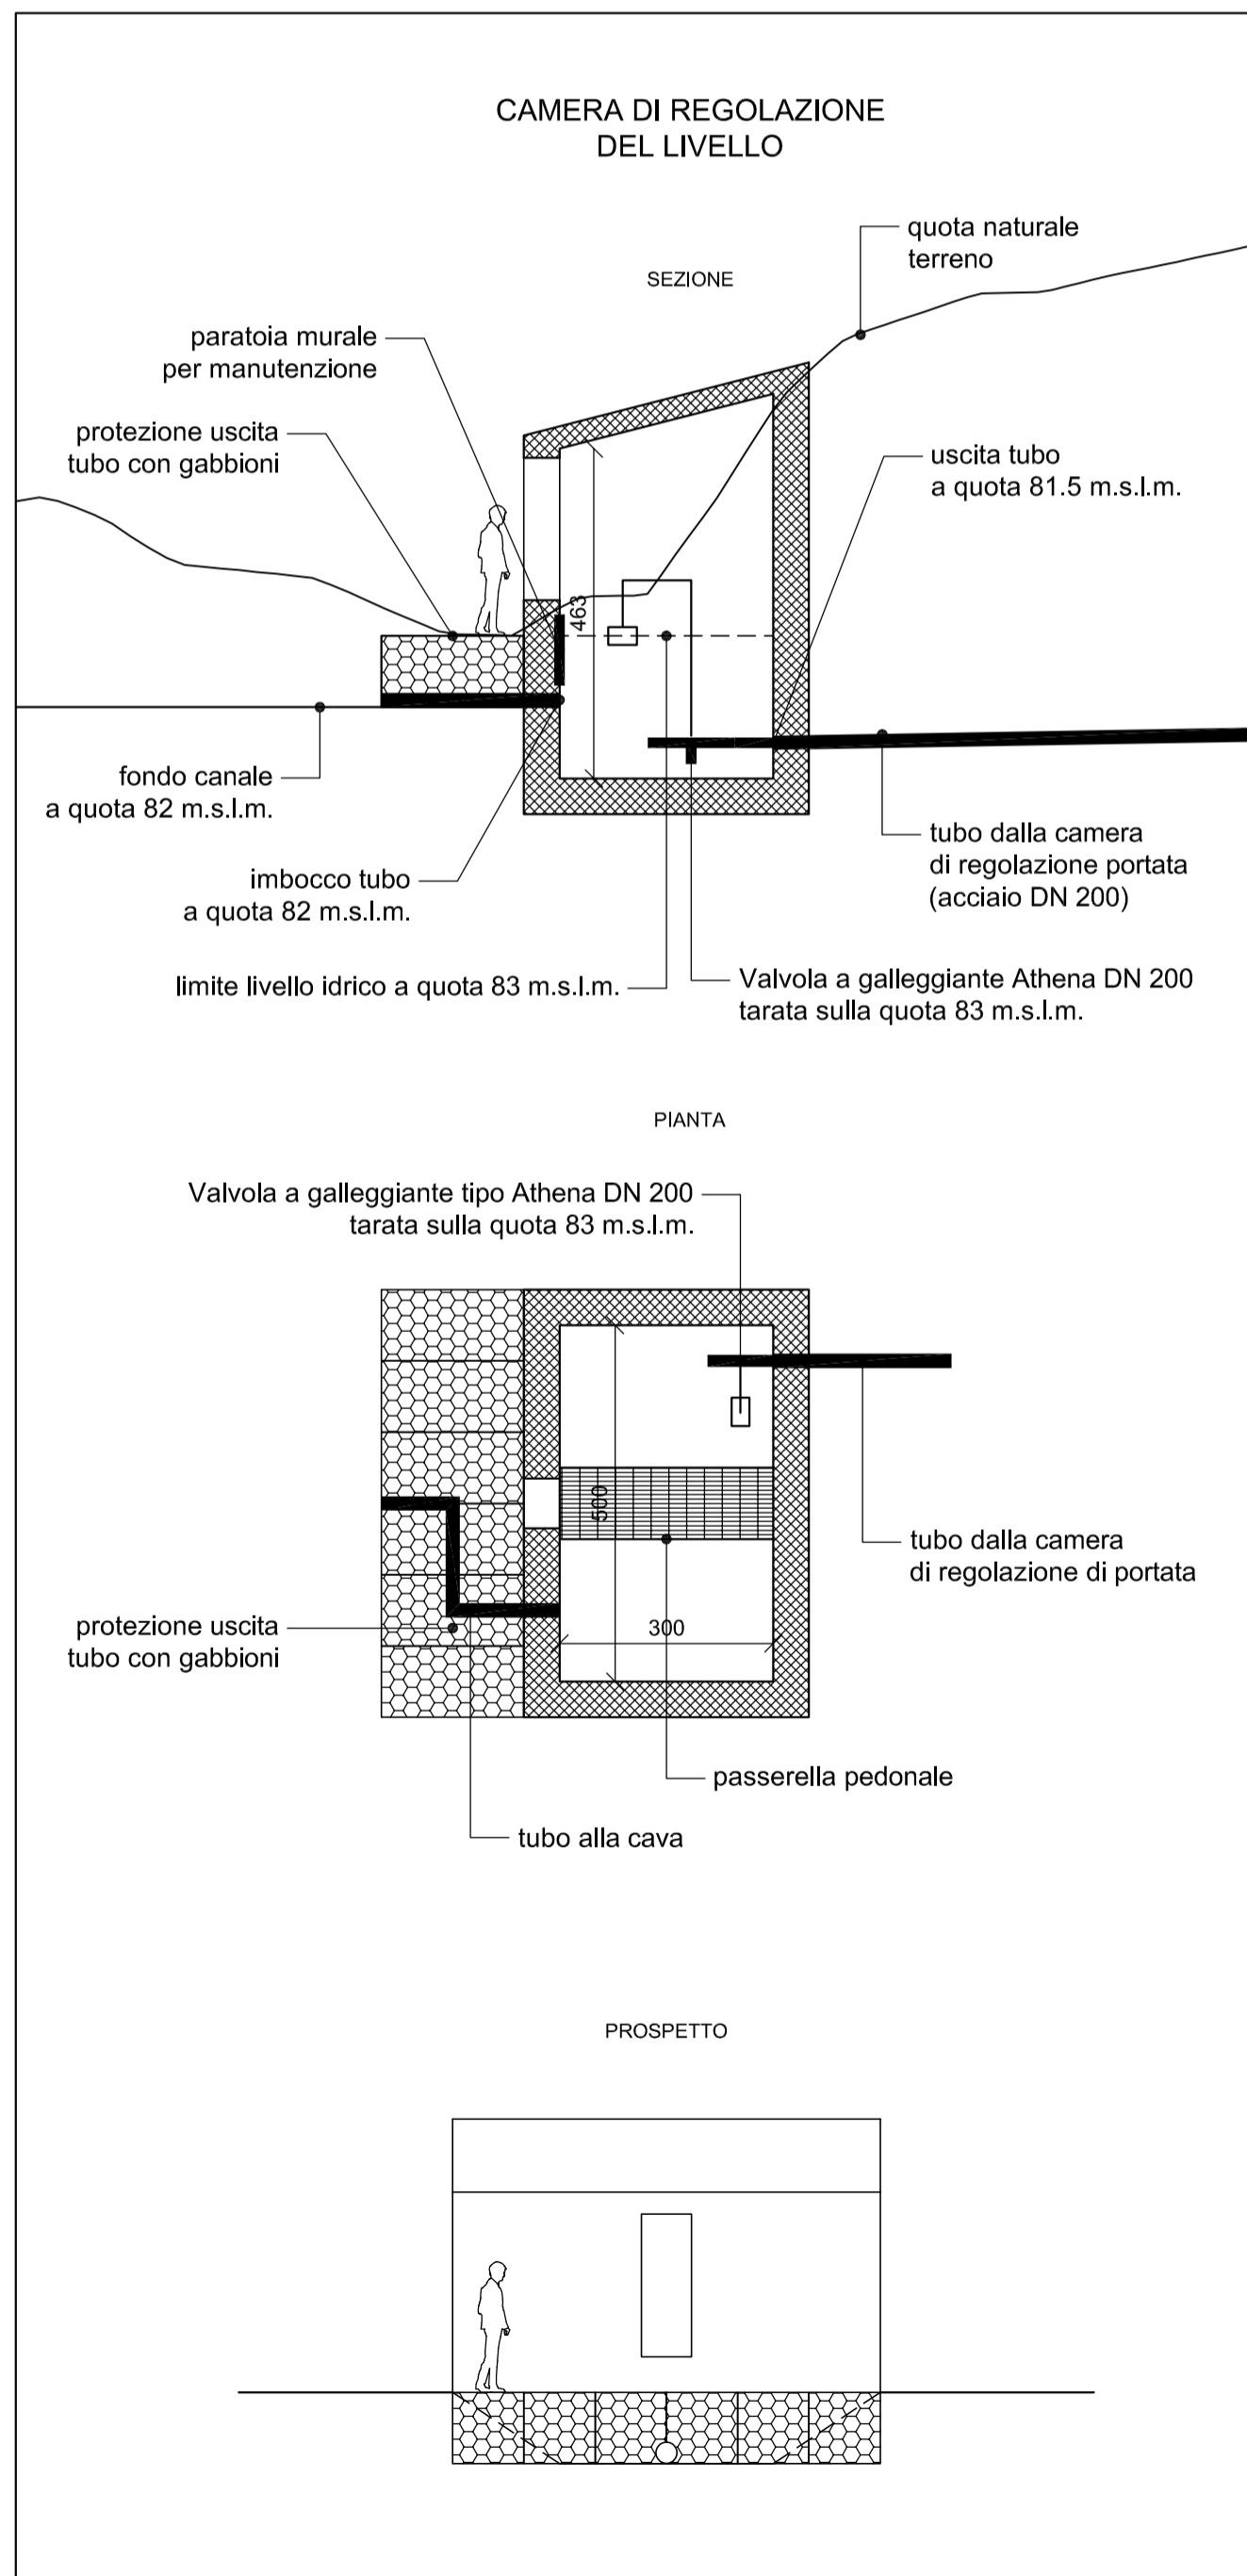 CAMERA DI REGOLAZIONE
DEL LIVELLO
SEZIONE
quota naturale
terreno
paratoia murale
per manutenzione
protezione uscita
tubo con gabbioni
uscita tubo
a quota 81.5 m.s.l.m.
463
fondo canale
a quota 82 m.s.l.m.
tubo dalla camera
di regolazione portata
(acciaio DN 200)
imbocco tubo
a quota 82 m.s.l.m.
limite livello idrico a quota 83 m.s.l.m.
Valvola a galleggiante Athena DN 200
tarata sulla quota 83 m.s.l.m.
PIANTA
Valvola a galleggiante tipo Athena DN 200
tarata sulla quota 83 m.s.l.m.
500
tubo dalla camera
di regolazione di portata
protezione uscita
tubo con gabbioni
300
passerella pedonale
tubo alla cava
PROSPETTO